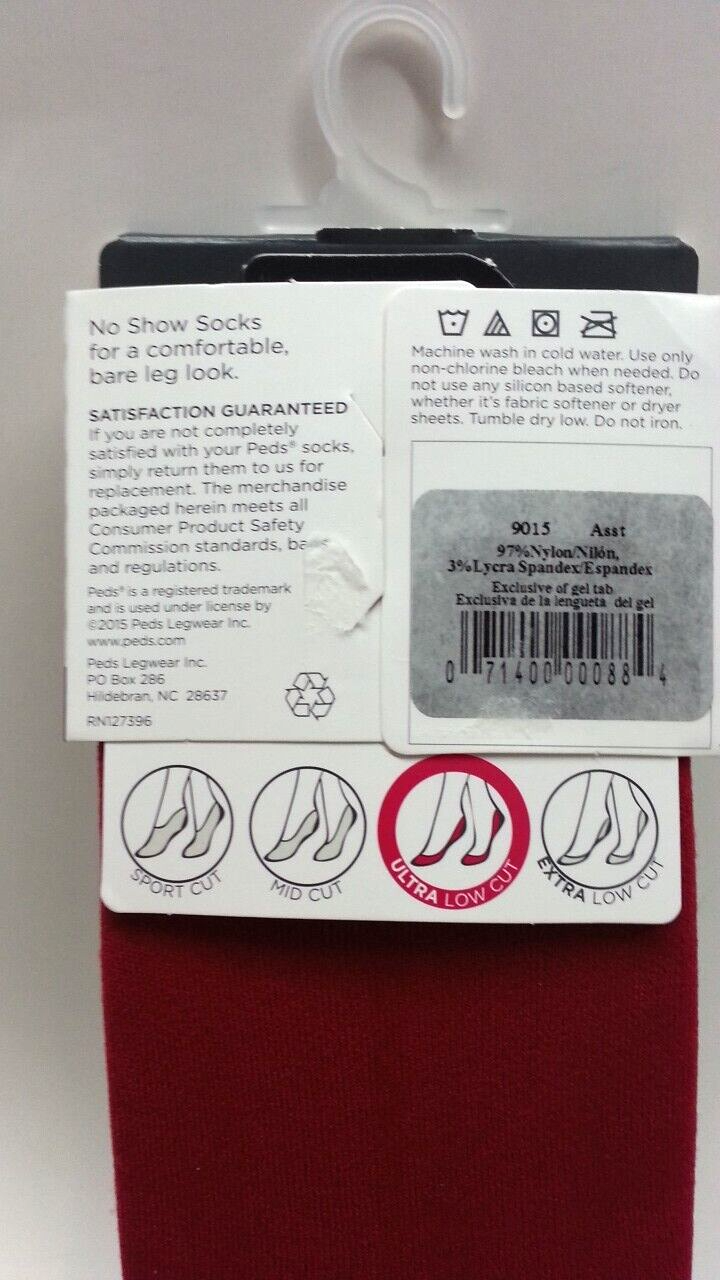 No Show Socks
for a comfortable,
bare leg look.
SATISFACTION GUARANTEED
If you are not completely
satisfied with your Peds® socks,
simply return them to us for
replacement. The merchandise
packaged herein meets all
Consumer Product Safety
Commission standards,
and regulations.
Peds® is a registered trademark
and is used under license by
©2015 Peds Legwear Inc.
www.peds.com
Peds Legwear Inc.
PO Box 286
Hildebran, NC 28637
RN127396
Machine wash in cold water. Use only
non-chlorine bleach when needed. Do
not use any silicon based softener,
whether it's fabric softener or dryer
sheets. Tumble dry low. Do not iron.
9015 Asst
97%Nylon/Nilón,
3%Lycra Spandex/Espandex
Exclusive of gel tab
Exclusiva de la lengueta del gel
0 71400 00088 4
SPORT CUT
MID CUT
ULTRA LOW CUT
EXTRA LOW CUT